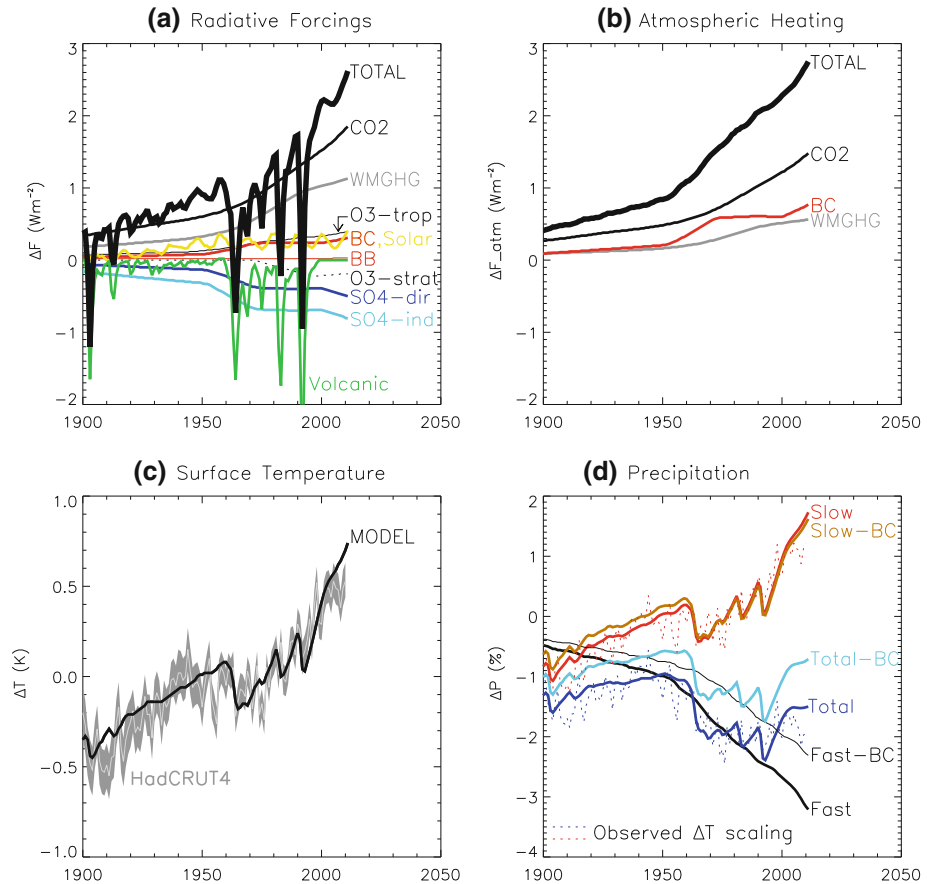 (a) Radiative Forcings
3
2
1
0
−1
−2
ΔF (Wm⁻²)
TOTAL
CO2
WMGHG
O3−trop
BC,Solar
BB
O3−strat
SO4−dir
SO4−ind
Volcanic
1900 1950 2000 2050
(b) Atmospheric Heating
3
2
1
0
−1
−2
ΔF_atm (Wm⁻²)
TOTAL
CO2
BC
WMGHG
1900 1950 2000 2050
(c) Surface Temperature
1.0
0.5
0.0
−0.5
−1.0
ΔT (K)
MODEL
HadCRUT4
1900 1950 2000 2050
(d) Precipitation
2
1
0
−1
−2
−3
−4
ΔP (%)
Slow
Slow−BC
Total−BC
Total
Fast−BC
Fast
Observed ΔT scaling
1900 1950 2000 2050